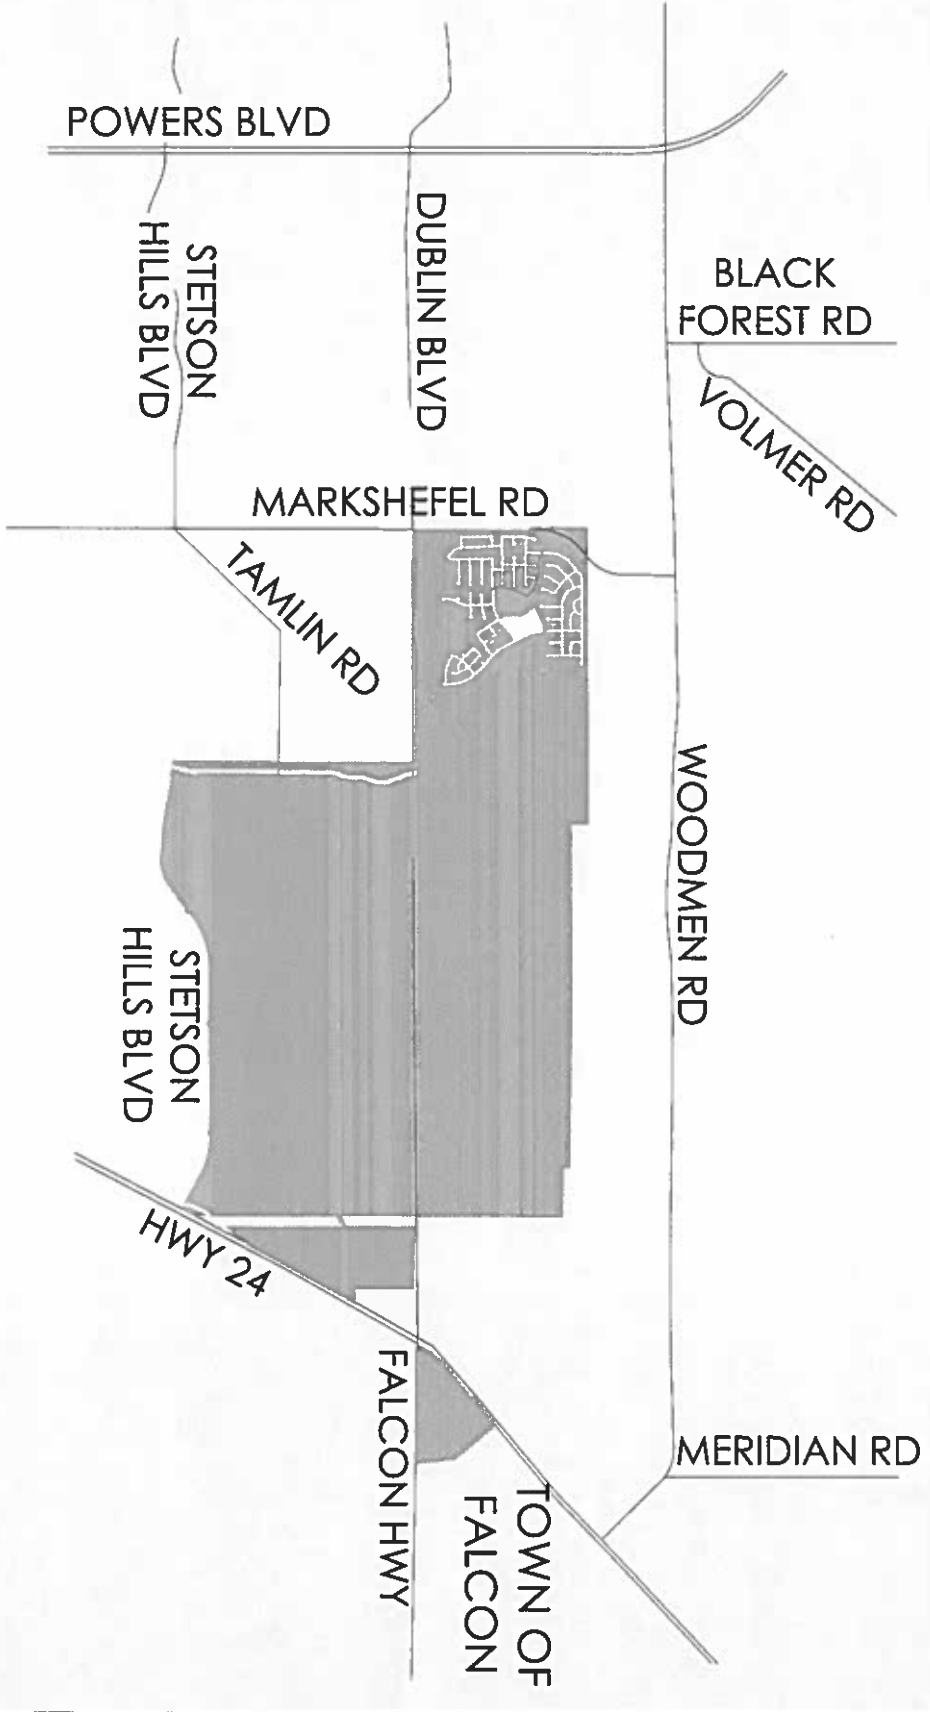 POWERS BLVD
DUBLIN BLVD
STETSON
HILLS BLVD
BLACK
FOREST RD
VOLMER RD
MARKSHEFEL RD
TAMLIN RD
WOODMEN RD
STETSON
HILLS BLVD
HWY 24
FALCON HWY
MERIDIAN RD
TOWN OF
FALCON